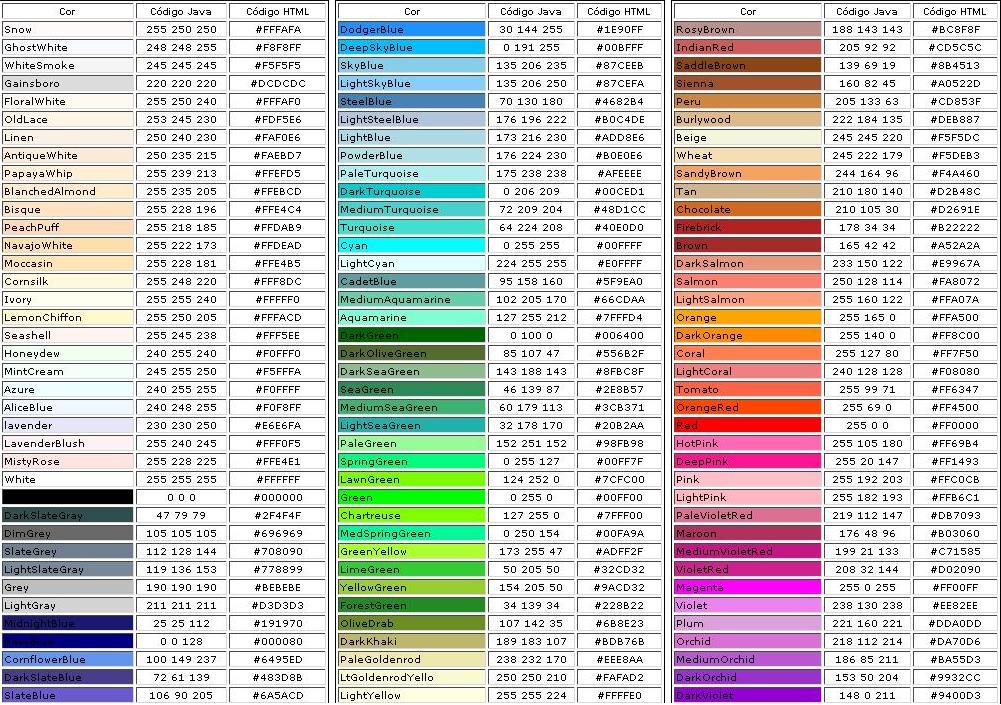 Cor Código Java Código HTML
Snow 255 250 250 #FFFAFA
GhostWhite 248 248 255 #F8F8FF
WhiteSmoke 245 245 245 #F5F5F5
Gainsboro 220 220 220 #DCDCDC
FloralWhite 255 250 240 #FFFAF0
OldLace 253 245 230 #FDF5E6
Linen 250 240 230 #FAF0E6
AntiqueWhite 250 235 215 #FAEBD7
PapayaWhip 255 239 213 #FFEFD5
BlanchedAlmond 255 235 205 #FFEBCD
Bisque 255 228 196 #FFE4C4
PeachPuff 255 218 185 #FFDAB9
NavajoWhite 255 222 173 #FFDEAD
Moccasin 255 228 181 #FFE4B5
Cornsilk 255 248 220 #FFF8DC
Ivory 255 255 240 #FFFFF0
LemonChiffon 255 250 205 #FFFACD
Seashell 255 245 238 #FFF5EE
Honeydew 240 255 240 #F0FFF0
MintCream 245 255 250 #F5FFFA
Azure 240 255 255 #F0FFFF
AliceBlue 240 248 255 #F0F8FF
lavender 230 230 250 #E6E6FA
LavenderBlush 255 240 245 #FFF0F5
MistyRose 255 228 225 #FFE4E1
White 255 255 255 #FFFFFF
0 0 0 #000000
DarkSlateGray 47 79 79 #2F4F4F
DimGrey 105 105 105 #696969
SlateGrey 112 128 144 #708090
LightSlateGray 119 136 153 #778899
Grey 190 190 190 #BEBEBE
LightGray 211 211 211 #D3D3D3
MidnightBlue 25 25 112 #191970
0 0 128 #000080
CornflowerBlue 100 149 237 #6495ED
DarkSlateBlue 72 61 139 #483D8B
SlateBlue 106 90 205 #6A5ACD
Cor Código Java Código HTML
DodgerBlue 30 144 255 #1E90FF
DeepSkyBlue 0 191 255 #00BFFF
SkyBlue 135 206 235 #87CEEB
LightSkyBlue 135 206 250 #87CEFA
SteelBlue 70 130 180 #4682B4
LightSteelBlue 176 196 222 #B0C4DE
LightBlue 173 216 230 #ADD8E6
PowderBlue 176 224 230 #B0E0E6
PaleTurquoise 175 238 238 #AFEEEE
DarkTurquoise 0 206 209 #00CED1
MediumTurquoise 72 209 204 #48D1CC
Turquoise 64 224 208 #40E0D0
Cyan 0 255 255 #00FFFF
LightCyan 224 255 255 #E0FFFF
CadetBlue 95 158 160 #5F9EA0
MediumAquamarine 102 205 170 #66CDAA
Aquamarine 127 255 212 #7FFFD4
DarkGreen 0 100 0 #006400
DarkOliveGreen 85 107 47 #556B2F
DarkSeaGreen 143 188 143 #8FBC8F
SeaGreen 46 139 87 #2E8B57
MediumSeaGreen 60 179 113 #3CB371
LightSeaGreen 32 178 170 #20B2AA
PaleGreen 152 251 152 #98FB98
SpringGreen 0 255 127 #00FF7F
LawnGreen 124 252 0 #7CFC00
Green 0 255 0 #00FF00
Chartreuse 127 255 0 #7FFF00
MedSpringGreen 0 250 154 #00FA9A
GreenYellow 173 255 47 #ADFF2F
LimeGreen 50 205 50 #32CD32
YellowGreen 154 205 50 #9ACD32
ForestGreen 34 139 34 #228B22
OliveDrab 107 142 35 #6B8E23
DarkKhaki 189 183 107 #BDB76B
PaleGoldenrod 238 232 170 #EEE8AA
LtGoldenrodYello 250 250 210 #FAFAD2
LightYellow 255 255 224 #FFFFE0
Cor Código Java Código HTML
RosyBrown 188 143 143 #BC8F8F
IndianRed 205 92 92 #CD5C5C
SaddleBrown 139 69 19 #8B4513
Sienna 160 82 45 #A0522D
Peru 205 133 63 #CD853F
Burlywood 222 184 135 #DEB887
Beige 245 245 220 #F5F5DC
Wheat 245 222 179 #F5DEB3
SandyBrown 244 164 96 #F4A460
Tan 210 180 140 #D2B48C
Chocolate 210 105 30 #D2691E
Firebrick 178 34 34 #B22222
Brown 165 42 42 #A52A2A
DarkSalmon 233 150 122 #E9967A
Salmon 250 128 114 #FA8072
LightSalmon 255 160 122 #FFA07A
Orange 255 165 0 #FFA500
DarkOrange 255 140 0 #FF8C00
Coral 255 127 80 #FF7F50
LightCoral 240 128 128 #F08080
Tomato 255 99 71 #FF6347
OrangeRed 255 69 0 #FF4500
Red 255 0 0 #FF0000
HotPink 255 105 180 #FF69B4
DeepPink 255 20 147 #FF1493
Pink 255 192 203 #FFC0CB
LightPink 255 182 193 #FFB6C1
PaleVioletRed 219 112 147 #DB7093
Maroon 176 48 96 #B03060
MediumVioletRed 199 21 133 #C71585
VioletRed 208 32 144 #D02090
Magenta 255 0 255 #FF00FF
Violet 238 130 238 #EE82EE
Plum 221 160 221 #DDA0DD
Orchid 218 112 214 #DA70D6
MediumOrchid 186 85 211 #BA55D3
DarkOrchid 153 50 204 #9932CC
DarkViolet 148 0 211 #9400D3